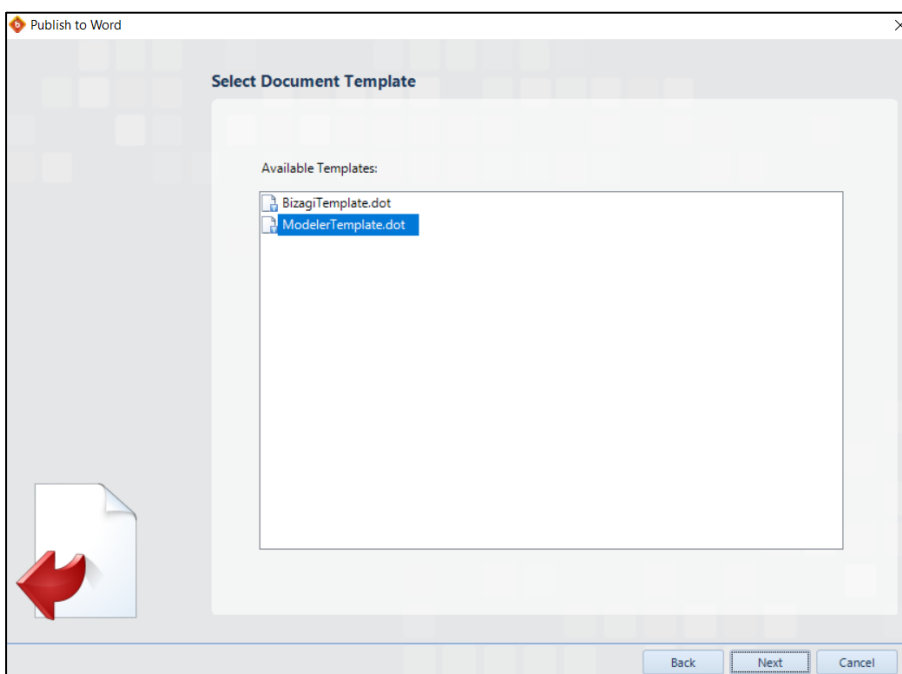 Publish to Word
Select Document Template
Available Templates:
BizagiTemplate.dot
ModelerTemplate.dot
Back Next Cancel